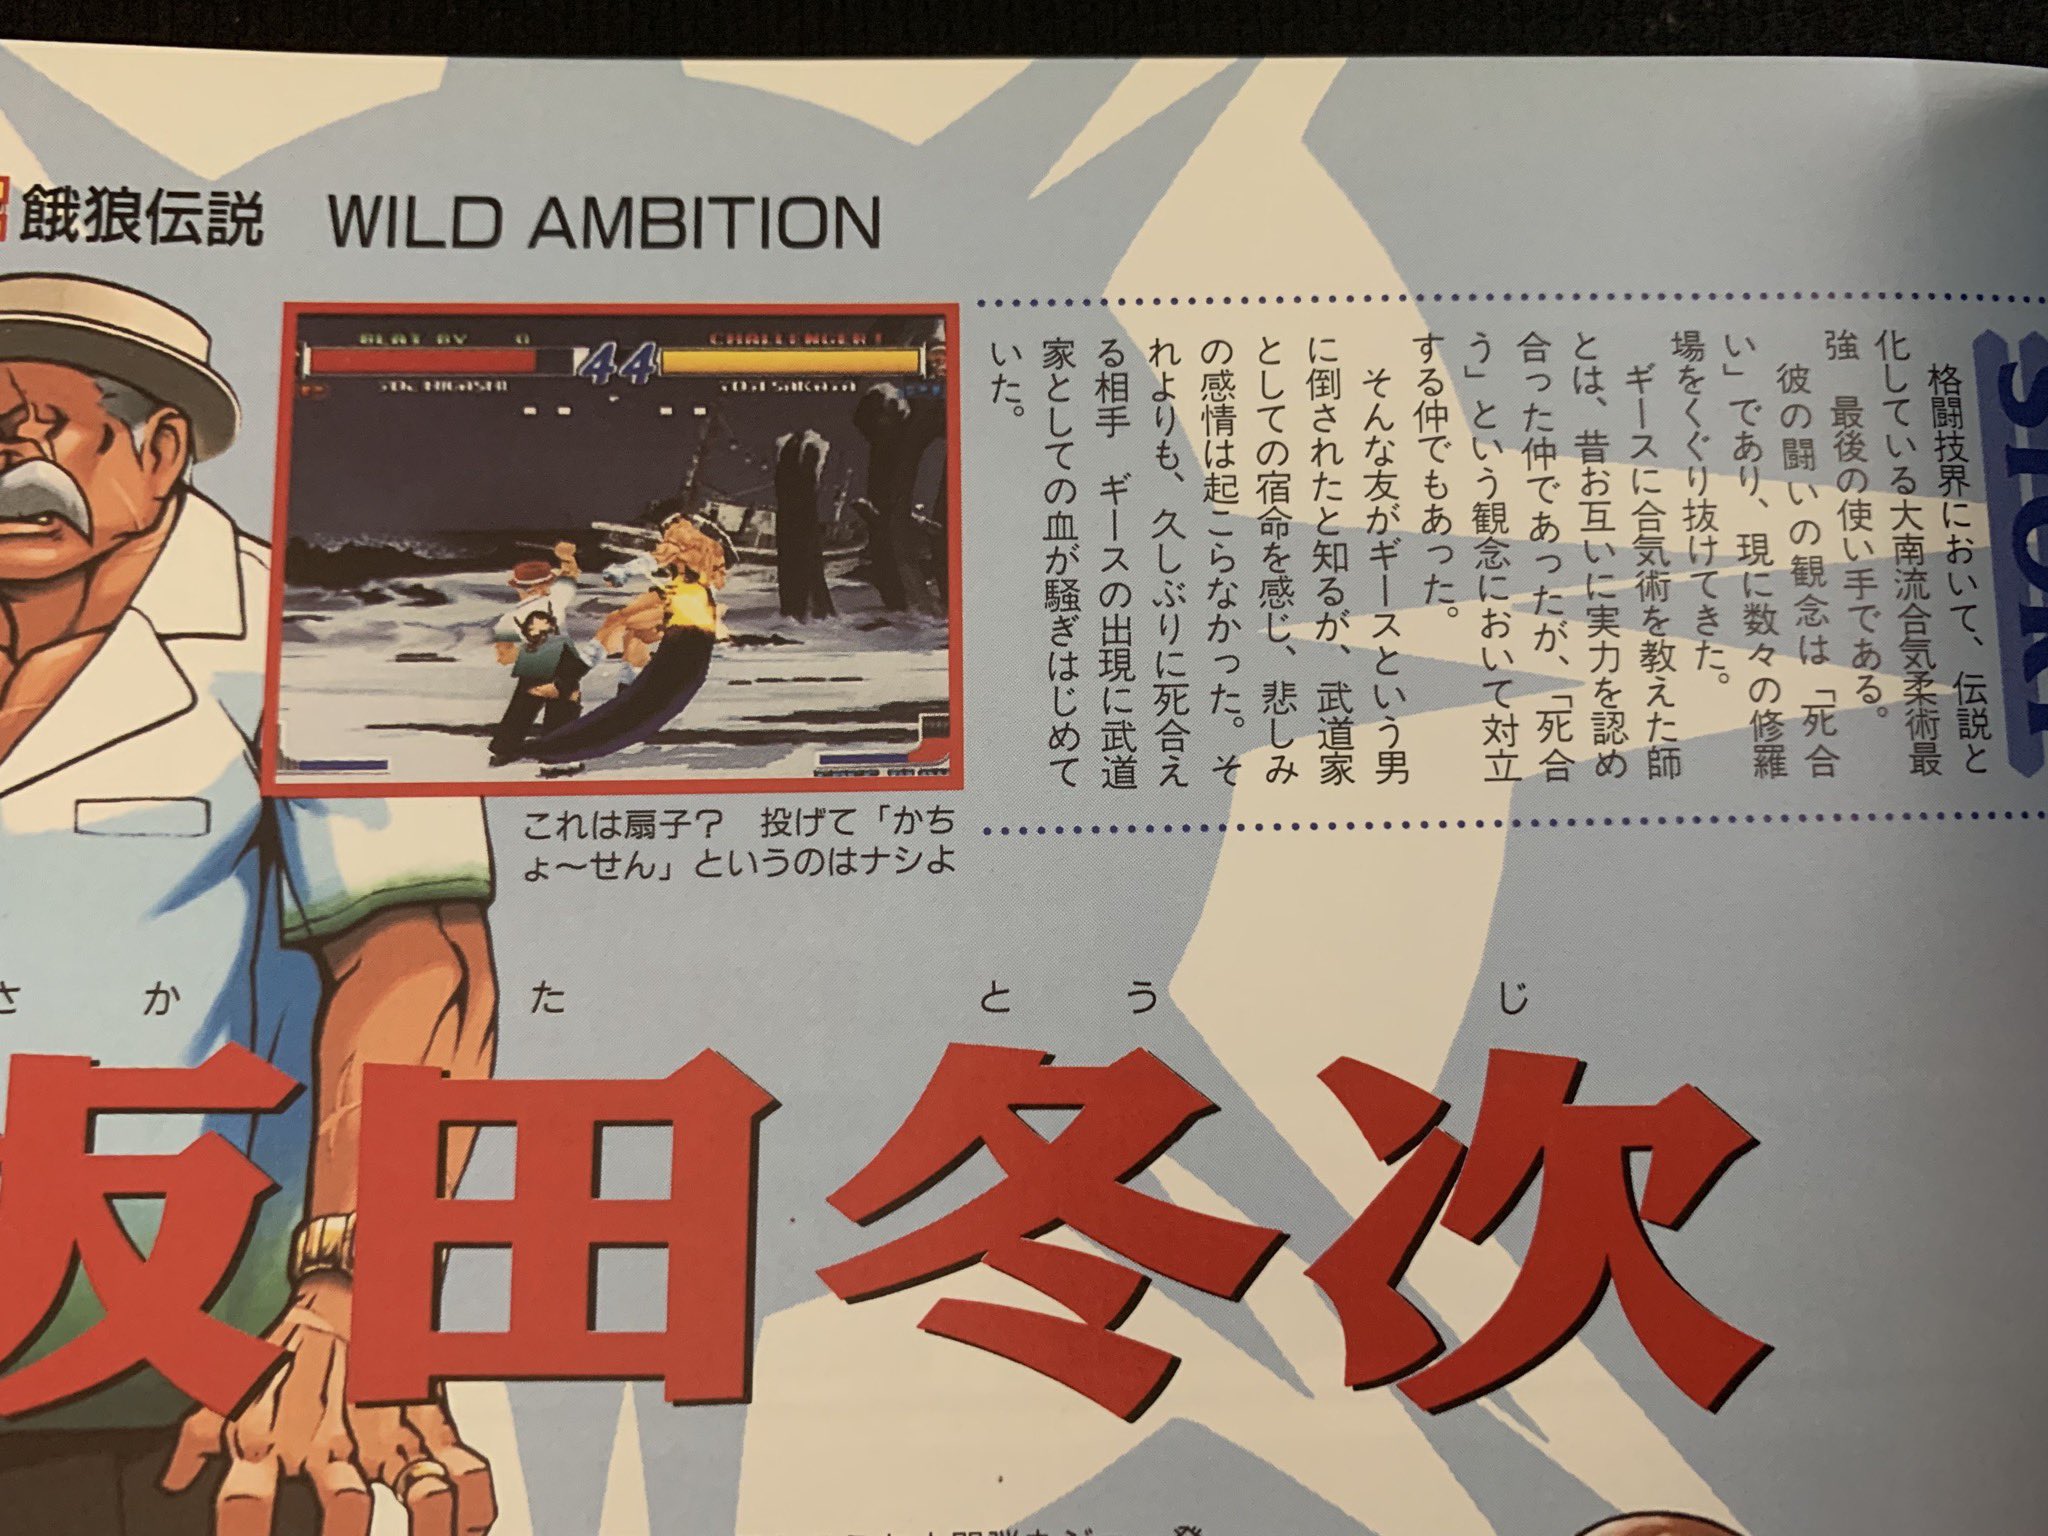 餓狼伝説　WILD AMBITION
STORY
格闘技界において、伝説と
化している大南流合気柔術最
強　最後の使い手である。
彼の闘いの観念は「死合
い」であり、現に数々の修羅
場をくぐり抜けてきた。
ギースに合気術を教えた師
とは、昔お互いに実力を認め
合った仲であったが、「死合
う」という観念において対立
する仲でもあった。
そんな友がギースという男
に倒されたと知るが、武道家
としての宿命を感じ、悲しみ
の感情は起こらなかった。そ
れよりも、久しぶりに死合え
る相手　ギースの出現に武道
家としての血が騒ぎはじめて
いた。
BEAT BY 0
CHALLENGER!
44
JOE HIGASHI
TOJI SAKATA
これは扇子？　投げて「かち
ょ〜せん」というのはナシよ
さ か た と う じ
坂田冬次